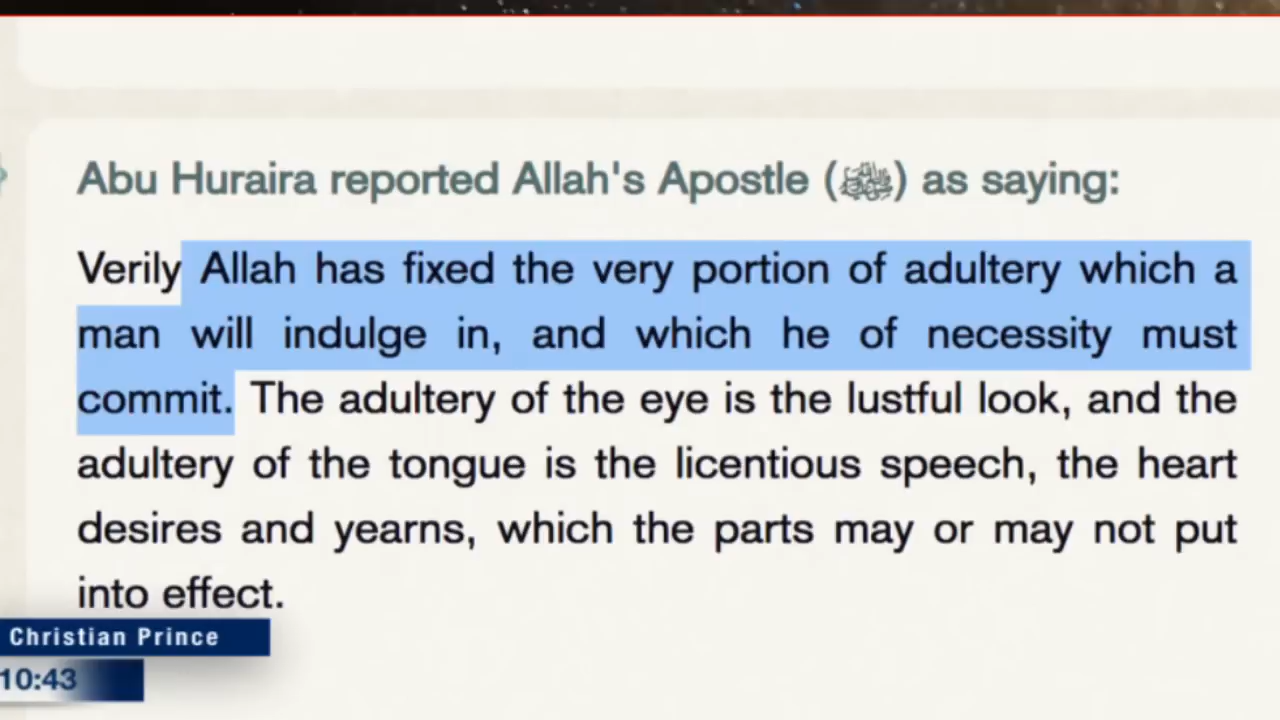 Abu Huraira reported Allah's Apostle (ﷺ) as saying:
Verily Allah has fixed the very portion of adultery which a
man will indulge in, and which he of necessity must
commit. The adultery of the eye is the lustful look, and the
adultery of the tongue is the licentious speech, the heart
desires and yearns, which the parts may or may not put
into effect.
Christian Prince
10:43